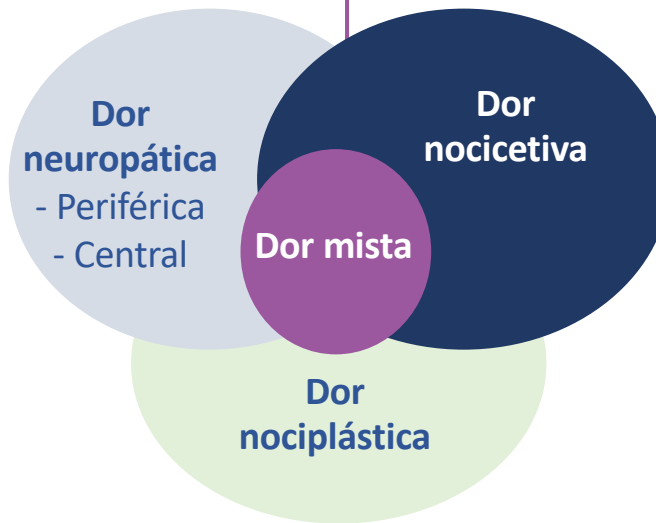 Dor
neuropática
- Periférica
- Central
Dor
nocicetiva
Dor mista
Dor
nociplástica